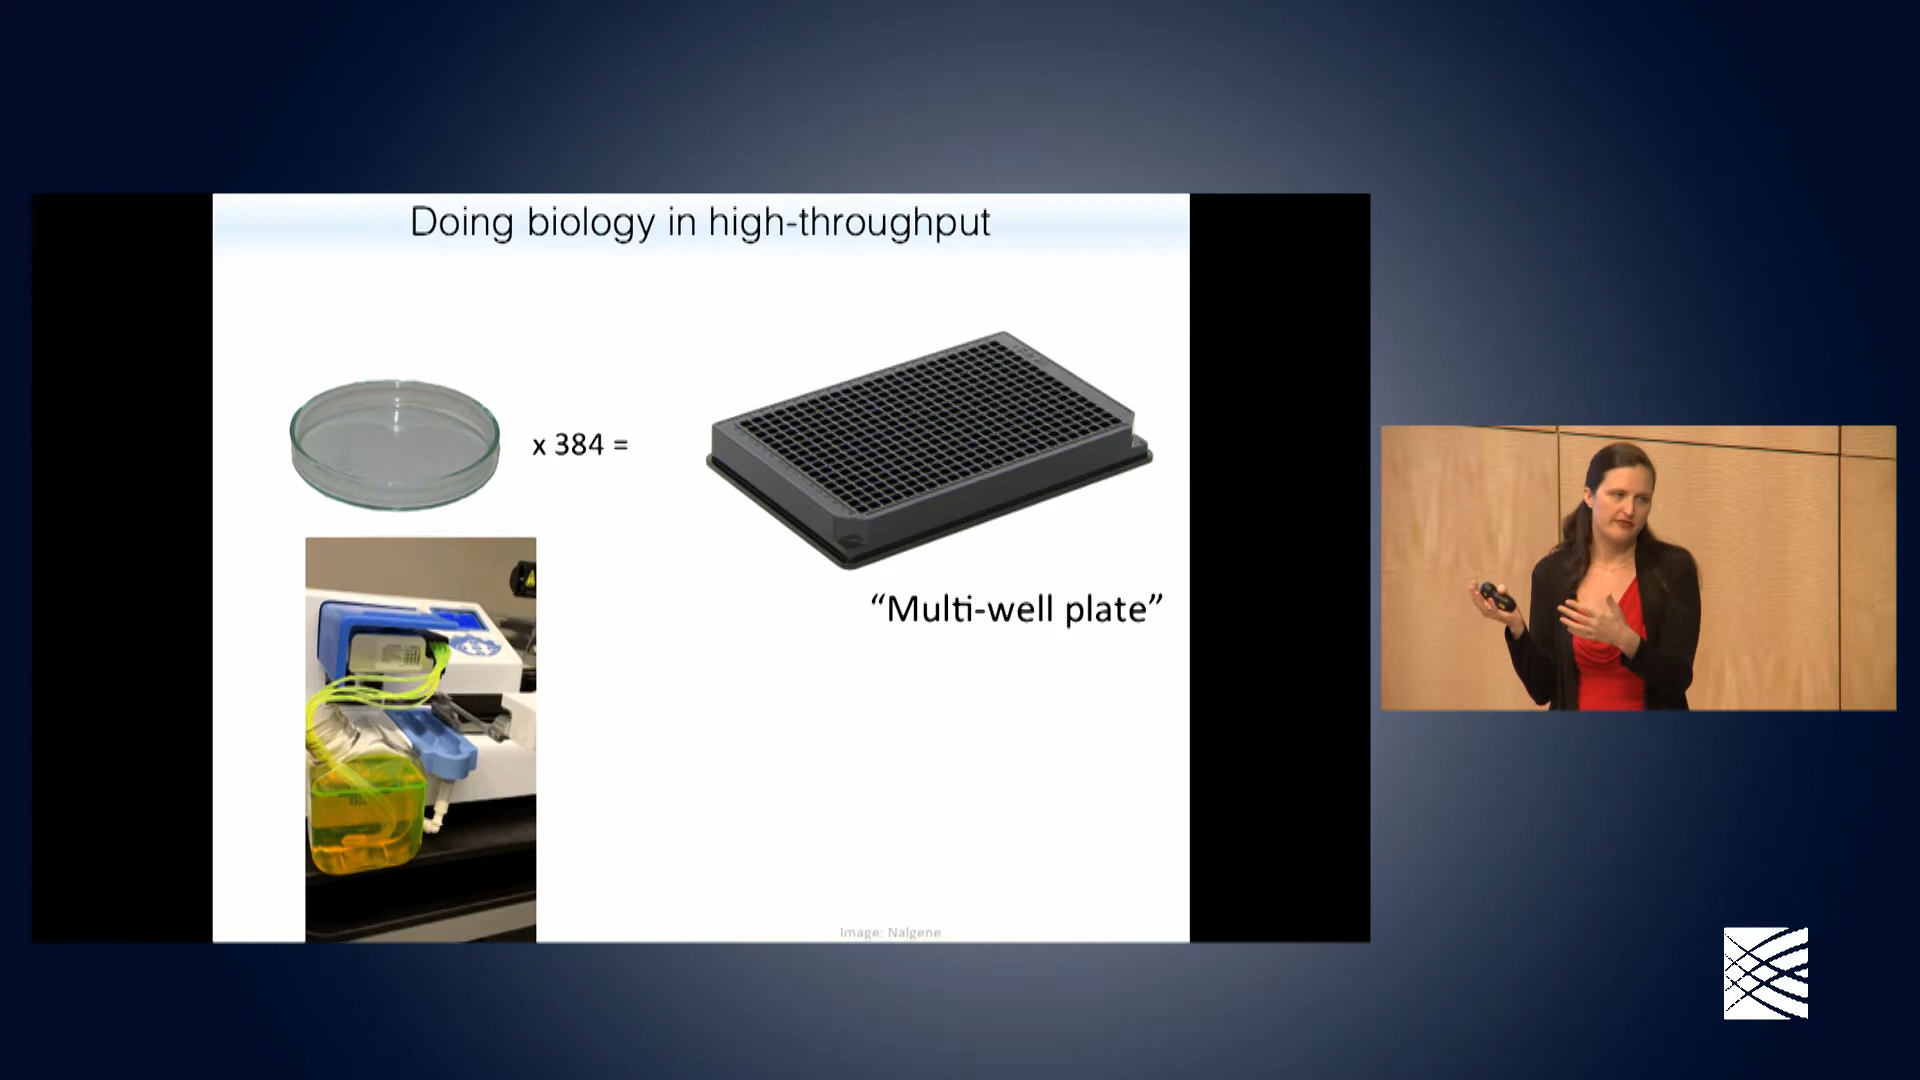 Doing biology in high-throughput
x 384 =
“Multi-well plate”
Image: Nalgene